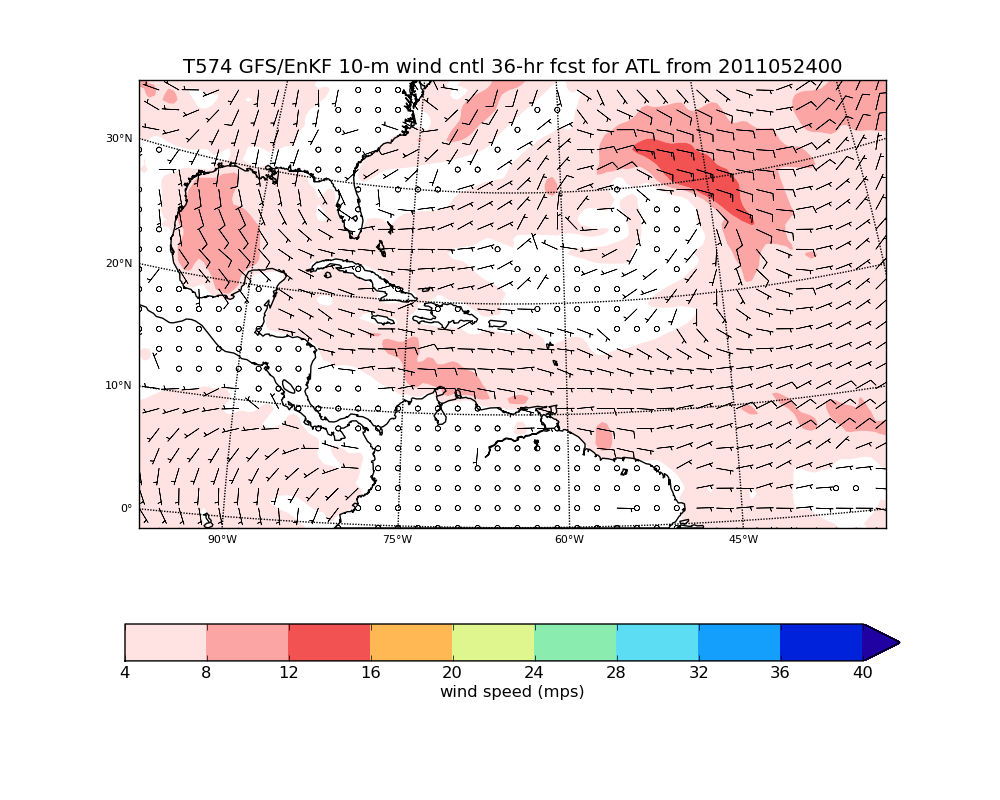 T574 GFS/EnKF 10-m wind cntl 36-hr fcst for ATL from 2011052400
30°N
20°N
10°N
0°
90°W 75°W 60°W 45°W
4 8 12 16 20 24 28 32 36 40
wind speed (mps)